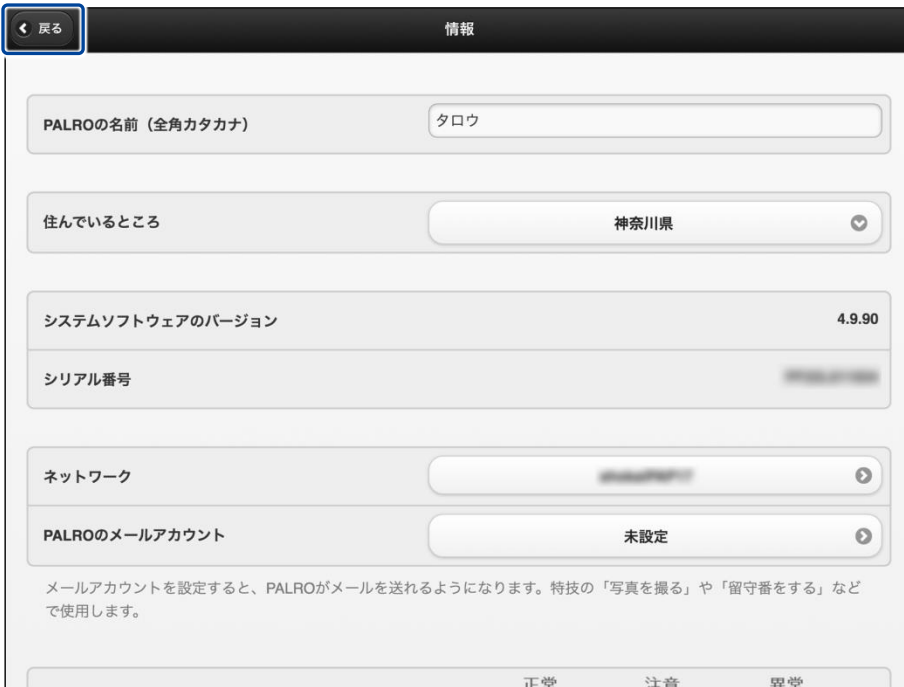 戻る
情報
PALROの名前（全角カタカナ）
タロウ
住んでいるところ
神奈川県
システムソフトウェアのバージョン
4.9.90
シリアル番号
ネットワーク
PALROのメールアカウント
未設定
メールアカウントを設定すると、PALROがメールを送れるようになります。特技の「写真を撮る」や「留守番をする」など
で使用します。
正常
注意
異常